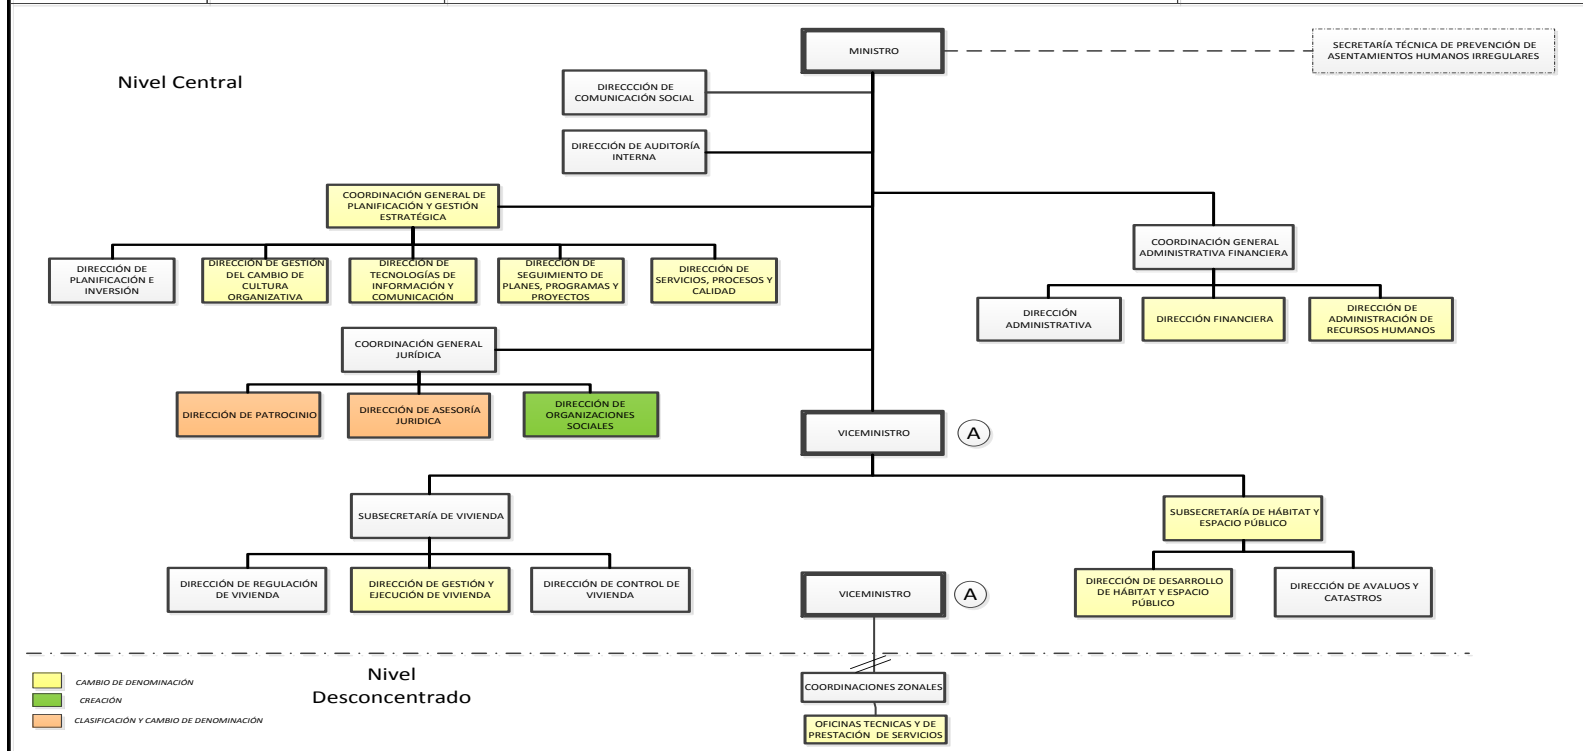 MINISTRO
SECRETARÍA TÉCNICA DE PREVENCIÓN DE
ASENTAMIENTOS HUMANOS IRREGULARES
Nivel Central
DIRECCCIÓN DE
COMUNICACIÓN SOCIAL
DIRECCIÓN DE AUDITORÍA
INTERNA
COORDINACIÓN GENERAL DE
PLANIFICACIÓN Y GESTIÓN
ESTRATÉGICA
COORDINACIÓN GENERAL
ADMINISTRATIVA FINANCIERA
DIRECCIÓN DE
PLANIFICACIÓN E
INVERSIÓN
DIRECCIÓN DE GESTIÓN
DEL CAMBIO DE
CULTURA
ORGANIZATIVA
DIRECCIÓN DE
TECNOLOGÍAS DE
INFORMACIÓN Y
COMUNICACIÓN
DIRECCIÓN DE
SEGUIMIENTO DE
PLANES, PROGRAMAS Y
PROYECTOS
DIRECCIÓN DE
SERVICIOS, PROCESOS Y
CALIDAD
DIRECCIÓN
ADMINISTRATIVA
DIRECCIÓN FINANCIERA
DIRECCIÓN DE
ADMINISTRACIÓN DE
RECURSOS HUMANOS
COORDINACIÓN GENERAL
JURÍDICA
DIRECCIÓN DE PATROCINIO
DIRECCIÓN DE ASESORÍA
JURIDICA
DIRECCIÓN DE
ORGANIZACIONES
SOCIALES
VICEMINISTRO
A
SUBSECRETARÍA DE VIVIENDA
SUBSECRETARÍA DE HÁBITAT Y
ESPACIO PÚBLICO
DIRECCIÓN DE REGULACIÓN
DE VIVIENDA
DIRECCIÓN DE GESTIÓN Y
EJECUCIÓN DE VIVIENDA
DIRECCIÓN DE CONTROL DE
VIVIENDA
VICEMINISTRO
A
DIRECCIÓN DE DESARROLLO
DE HÁBITAT Y ESPACIO
PÚBLICO
DIRECCIÓN DE AVALUOS Y
CATASTROS
CAMBIO DE DENOMINACIÓN
CREACIÓN
CLASIFICACIÓN Y CAMBIO DE DENOMINACIÓN
Nivel
Desconcentrado
COORDINACIONES ZONALES
OFICINAS TECNICAS Y DE
PRESTACIÓN DE SERVICIOS